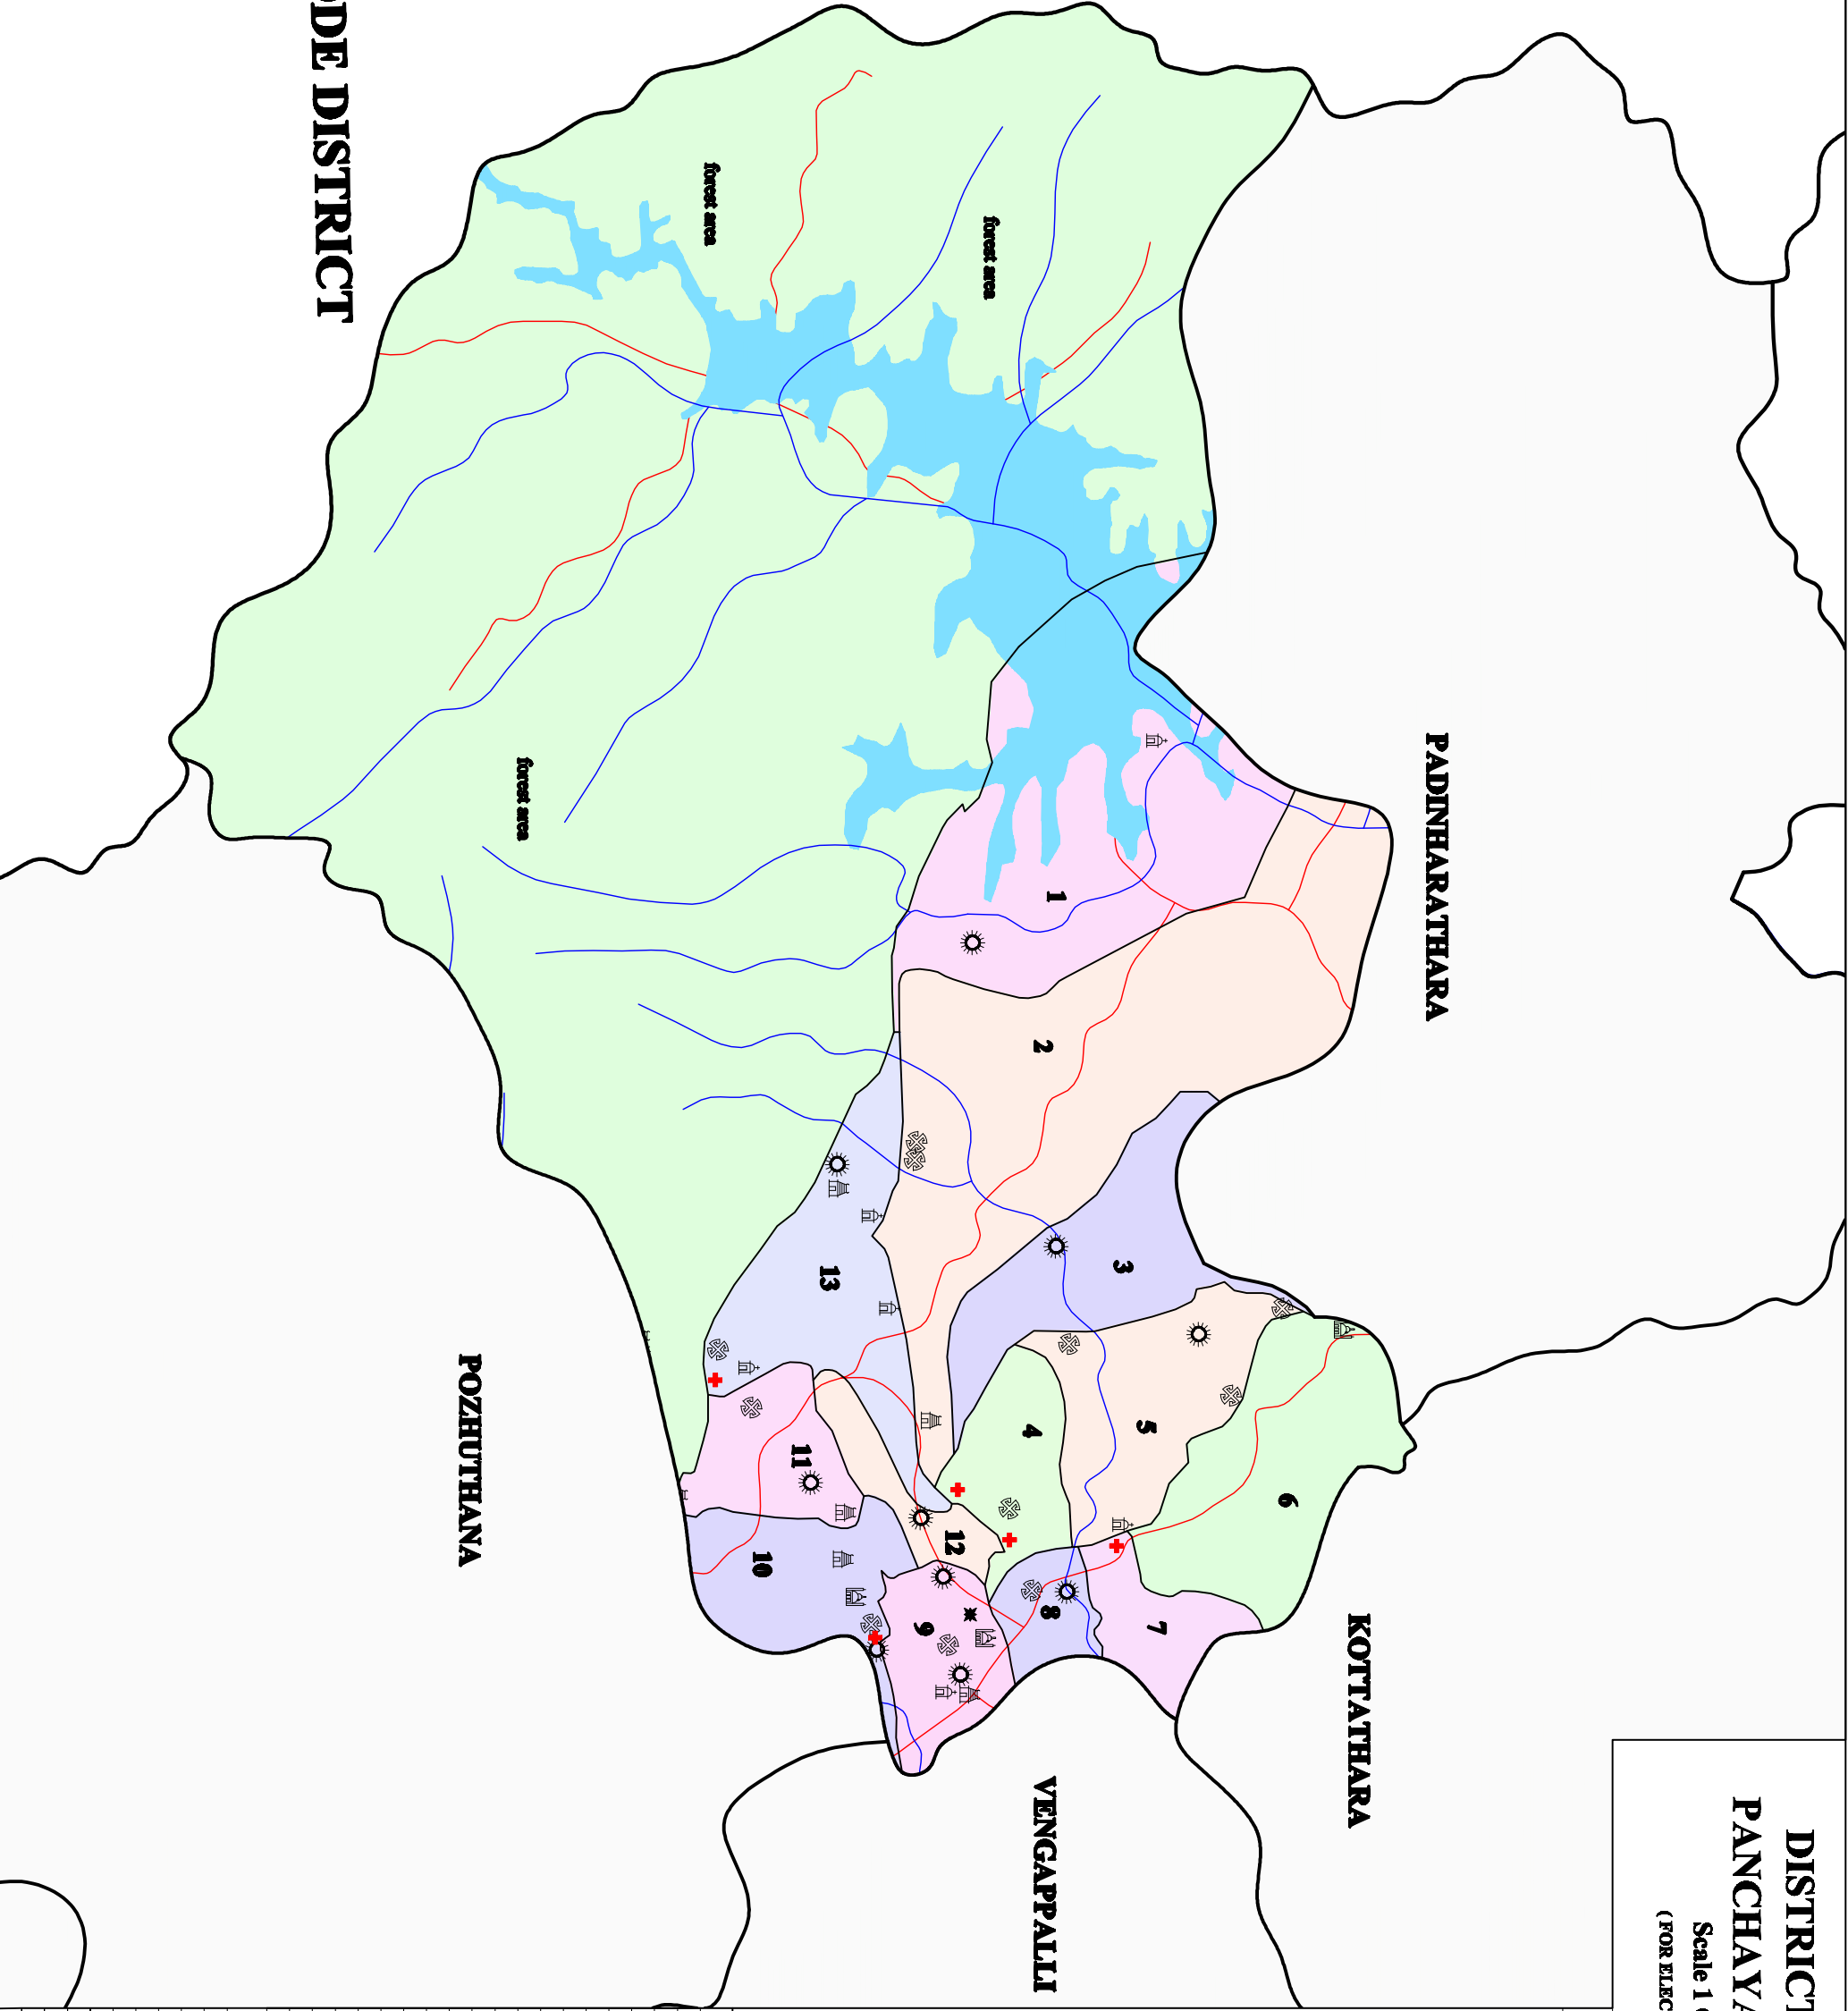 DISTRICT
PANCHAYA
Scale 1
( FOR ELEC
PADINHARATHARA
KOTTATHARA
VENGAPPALLI
POZHUTHANA
DE DISTRICT
forest area
forest area
forest area
1
2
3
4
5
6
7
8
9
10
11
12
13